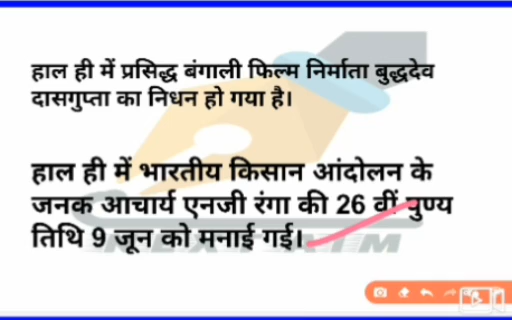 हाल ही में प्रसिद्ध बंगाली फिल्म निर्माता बुद्धदेव
दासगुप्ता का निधन हो गया है।
हाल ही में भारतीय किसान आंदोलन के
जनक आचार्य एनजी रंगा की 26 वीं पुण्य
तिथि 9 जून को मनाई गई।